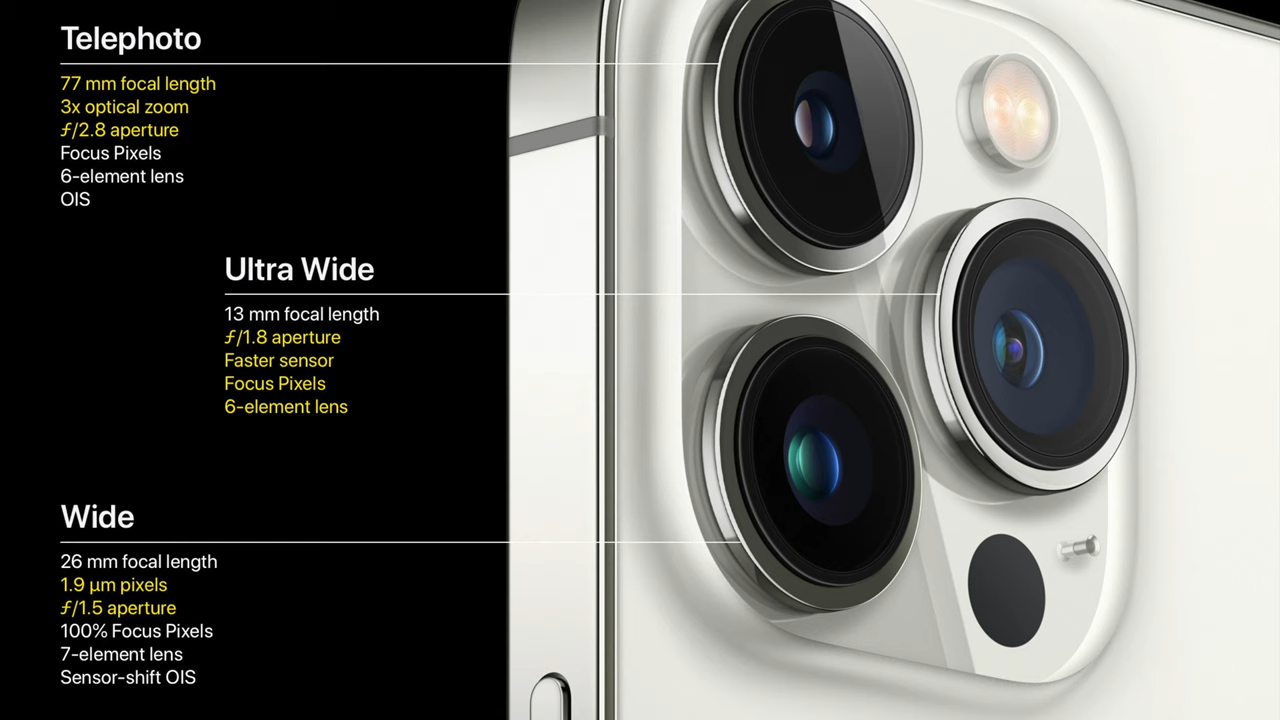 Telephoto
77 mm focal length
3x optical zoom
ƒ/2.8 aperture
Focus Pixels
6-element lens
OIS
Ultra Wide
13 mm focal length
ƒ/1.8 aperture
Faster sensor
Focus Pixels
6-element lens
Wide
26 mm focal length
1.9 µm pixels
ƒ/1.5 aperture
100% Focus Pixels
7-element lens
Sensor-shift OIS